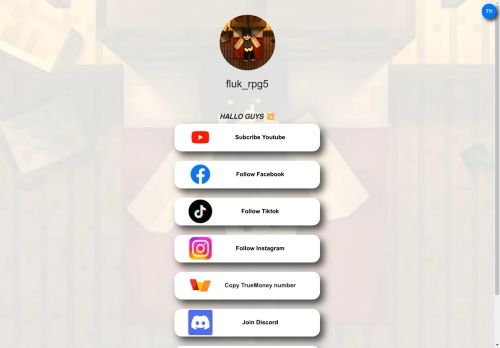 TH
fluk_rpg5
HALLO GUYS 💥
Subcribe Youtube
Follow Facebook
Follow Tiktok
Follow Instagram
Copy TrueMoney number
Join Discord